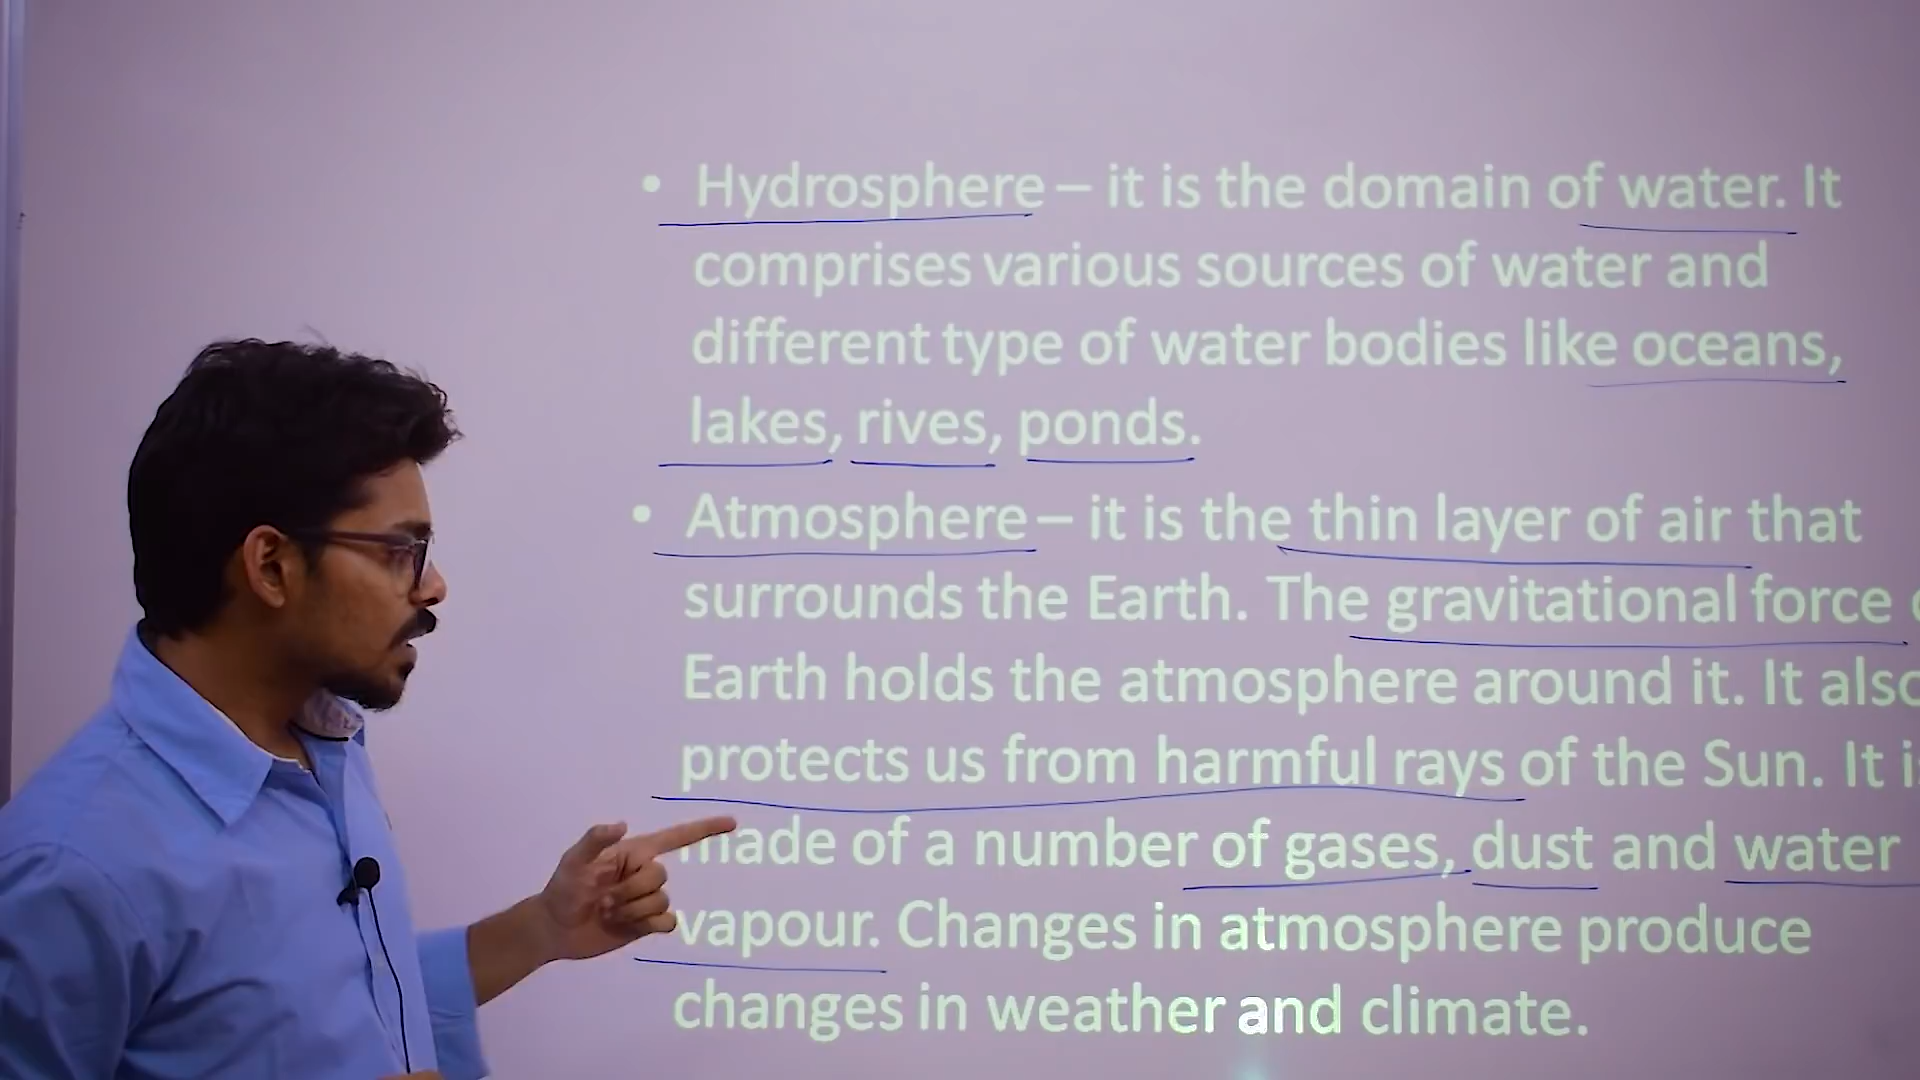 • Hydrosphere – it is the domain of water. It
comprises various sources of water and
different type of water bodies like oceans,
lakes, rives, ponds.
• Atmosphere – it is the thin layer of air that
surrounds the Earth. The gravitational force
Earth holds the atmosphere around it. It also
protects us from harmful rays of the Sun. It is
made of a number of gases, dust and water
vapour. Changes in atmosphere produce
changes in weather and climate.